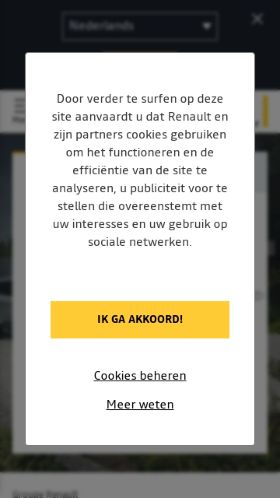 Nederlands
Door verder te surfen op deze
site aanvaardt u dat Renault en
zijn partners cookies gebruiken
om het functioneren en de
efficiëntie van de site te
analyseren, u publiciteit voor te
stellen die overeenstemt met
uw interesses en uw gebruik op
sociale netwerken.
IK GA AKKOORD!
Cookies beheren
Meer weten